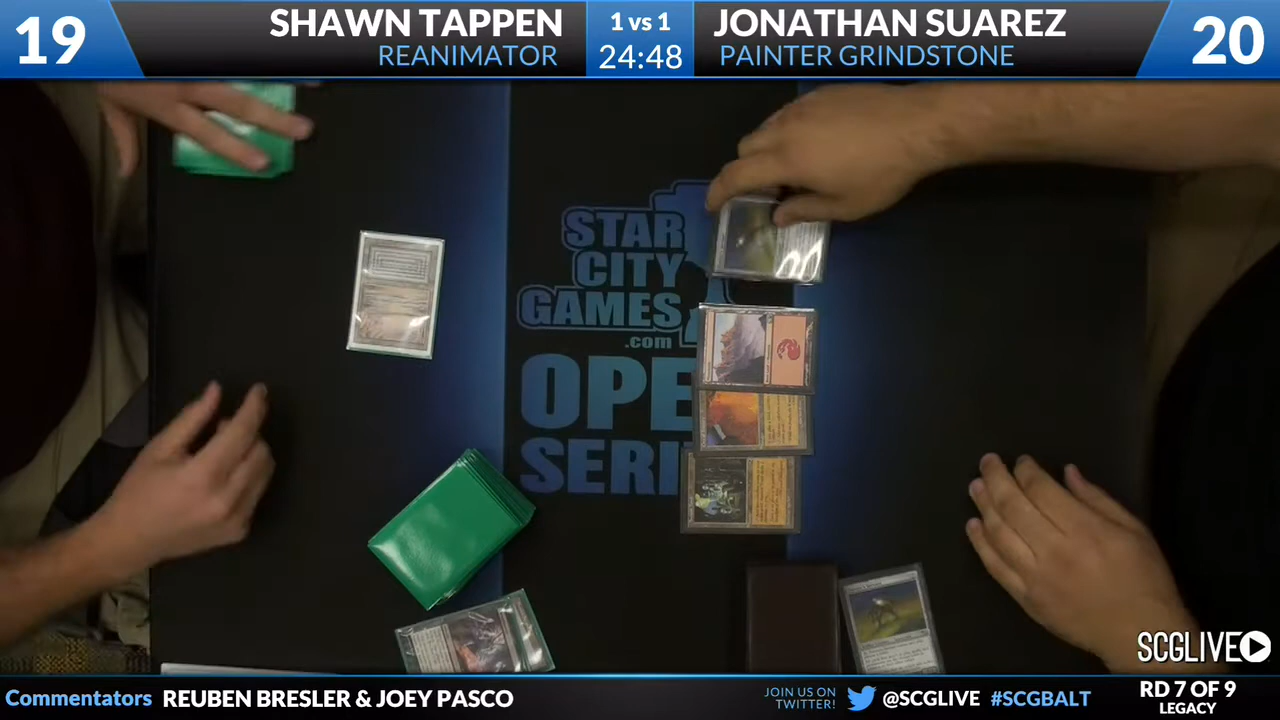 19
SHAWN TAPPEN
REANIMATOR
1 vs 1
24:48
JONATHAN SUAREZ
PAINTER GRINDSTONE
20
STAR
CITY
GAMES
.com
OPE
SERI
SCGLIVE
Commentators REUBEN BRESLER & JOEY PASCO
JOIN US ON
TWITTER!
@SCGLIVE #SCGBALT
RD 7 OF 9
LEGACY